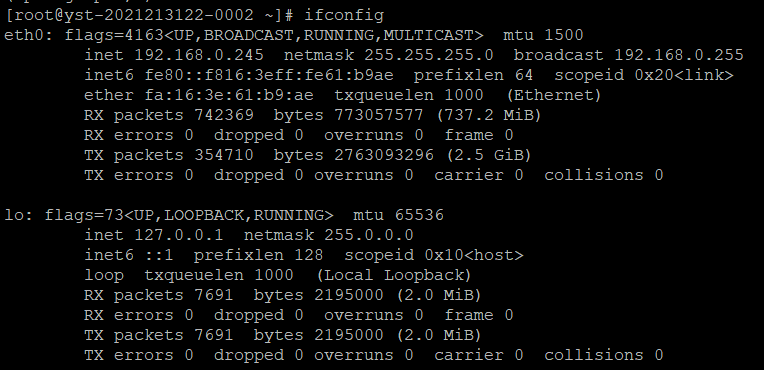 [root@yst-2021213122-0002 ~]# ifconfig
eth0: flags=4163<UP,BROADCAST,RUNNING,MULTICAST>  mtu 1500
        inet 192.168.0.245  netmask 255.255.255.0  broadcast 192.168.0.255
        inet6 fe80::f816:3eff:fe61:b9ae  prefixlen 64  scopeid 0x20<link>
        ether fa:16:3e:61:b9:ae  txqueuelen 1000  (Ethernet)
        RX packets 742369  bytes 773057577 (737.2 MiB)
        RX errors 0  dropped 0  overruns 0  frame 0
        TX packets 354710  bytes 2763093296 (2.5 GiB)
        TX errors 0  dropped 0 overruns 0  carrier 0  collisions 0

lo: flags=73<UP,LOOPBACK,RUNNING>  mtu 65536
        inet 127.0.0.1  netmask 255.0.0.0
        inet6 ::1  prefixlen 128  scopeid 0x10<host>
        loop  txqueuelen 1000  (Local Loopback)
        RX packets 7691  bytes 2195000 (2.0 MiB)
        RX errors 0  dropped 0  overruns 0  frame 0
        TX packets 7691  bytes 2195000 (2.0 MiB)
        TX errors 0  dropped 0 overruns 0  carrier 0  collisions 0